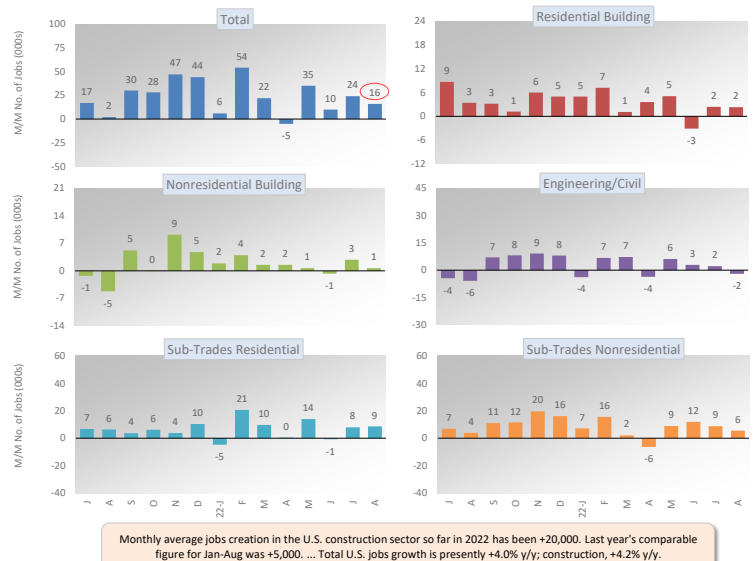 Total
M/M No. of Jobs (000s)
100
75
50
25
0
-25
-50
17 2 30 28 47 44 6 54 22 -5 35 10 24 16
Residential Building
24
18
12
6
0
-6
-12
9 3 3 1 6 5 5 7 1 4 5 -3 2 2
Nonresidential Building
M/M No. of Jobs (000s)
21
14
7
0
-7
-14
-1 -5 5 0 9 5 2 4 2 2 1 -1 3 1
Engineering/Civil
45
30
15
0
-15
-30
-4 -6 7 8 9 8 -4 7 7 -4 6 3 2 -2
Sub-Trades Residential
M/M No. of Jobs (000s)
60
40
20
0
-20
-40
7 6 4 6 4 10 -5 21 10 0 14 -1 8 9
J A S O N D 22-J F M A M J J A
Sub-Trades Nonresidential
60
40
20
0
-20
-40
7 4 11 12 20 16 7 16 2 -6 9 12 9 6
J A S O N D 22-J F M A M J J A
Monthly average jobs creation in the U.S. construction sector so far in 2022 has been +20,000. Last year's comparable
figure for Jan-Aug was +5,000. ... Total U.S. jobs growth is presently +4.0% y/y; construction, +4.2% y/y.